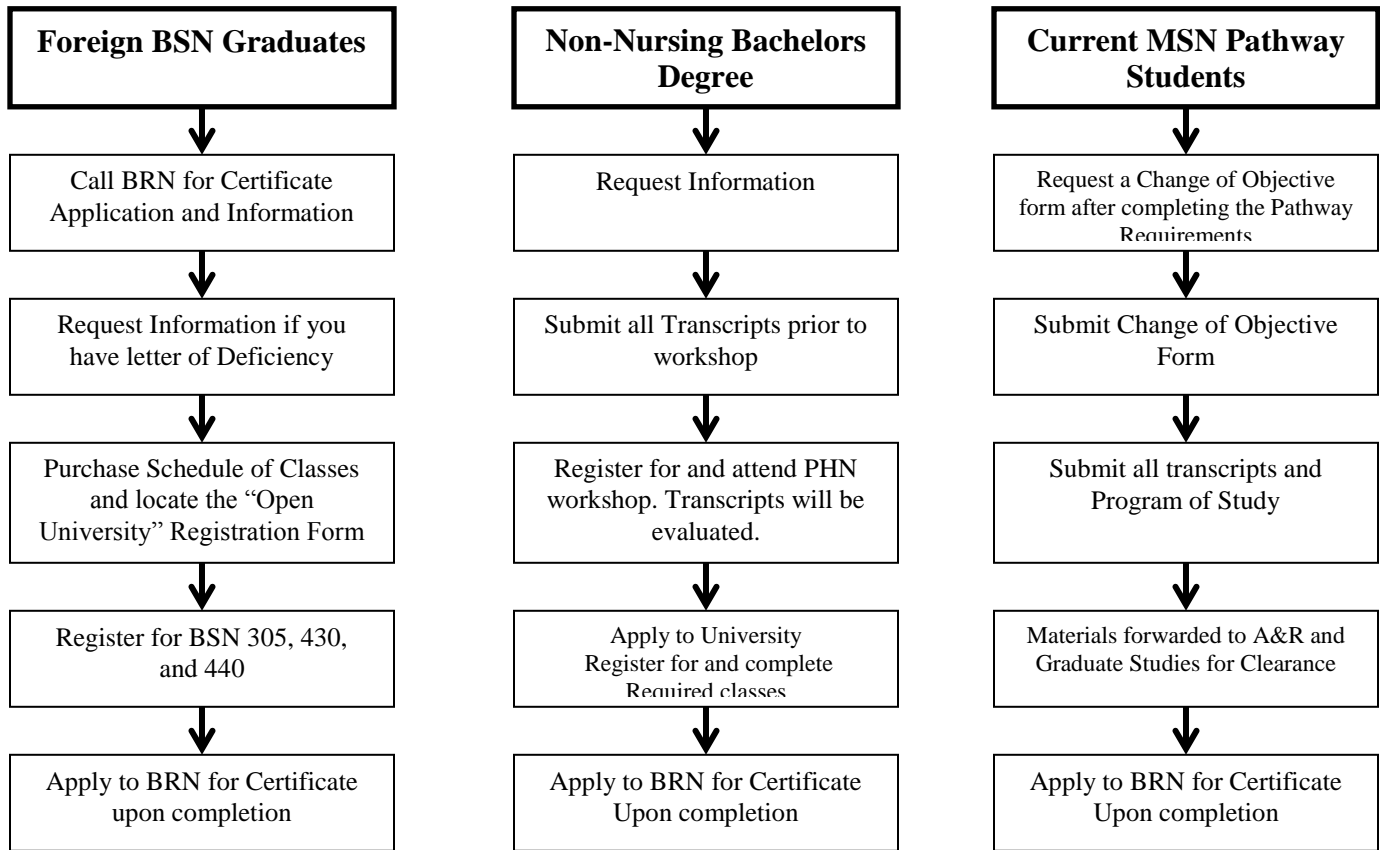 Foreign BSN Graduates
Call BRN for Certificate
Application and Information
Request Information if you
have letter of Deficiency
Purchase Schedule of Classes
and locate the “Open
University” Registration Form
Register for BSN 305, 430,
and 440
Apply to BRN for Certificate
upon completion
Non-Nursing Bachelors
Degree
Request Information
Submit all Transcripts prior to
workshop
Register for and attend PHN
workshop. Transcripts will be
evaluated.
Apply to University
Register for and complete
Required classes
Apply to BRN for Certificate
Upon completion
Current MSN Pathway
Students
Request a Change of Objective
form after completing the Pathway
Requirements
Submit Change of Objective
Form
Submit all transcripts and
Program of Study
Materials forwarded to A&R and
Graduate Studies for Clearance
Apply to BRN for Certificate
Upon completion